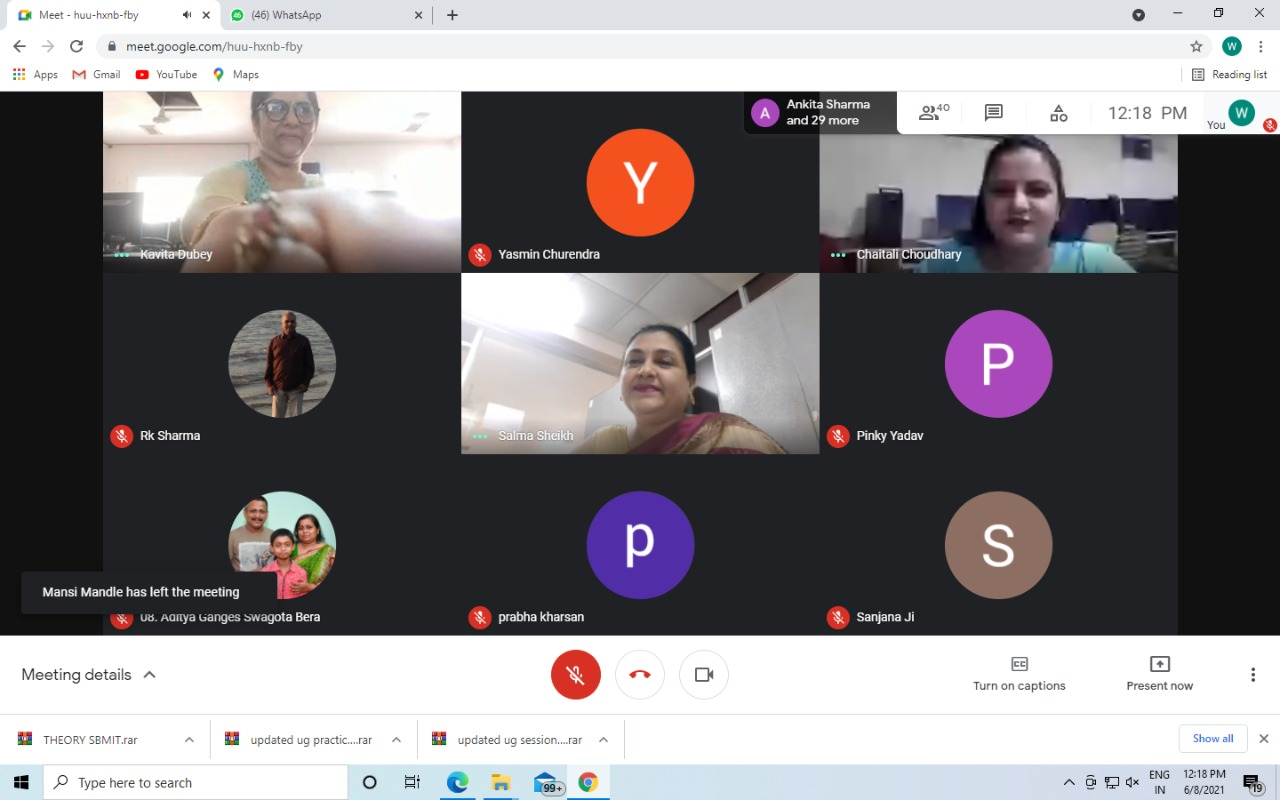 Meet - huu-hxnb-fby
(46) WhatsApp
meet.google.com/huu-hxnb-fby
W
Apps
Gmail
YouTube
Maps
Reading list
A
Ankita Sharma
and 29 more
40
12:18 PM
You
W
Kavita Dubey
Y
Yasmin Churendra
Chaitali Choudhary
Rk Sharma
Salma Sheikh
P
Pinky Yadav
Mansi Mandle has left the meeting
08. Aditya Ganges Swagota Bera
p
prabha kharsan
S
Sanjana Ji
Meeting details
CC
Turn on captions
Present now
THEORY SBMIT.rar
updated ug practic....rar
updated ug session....rar
Show all
Type here to search
99+
ENG
IN
12:18 PM
6/8/2021
19